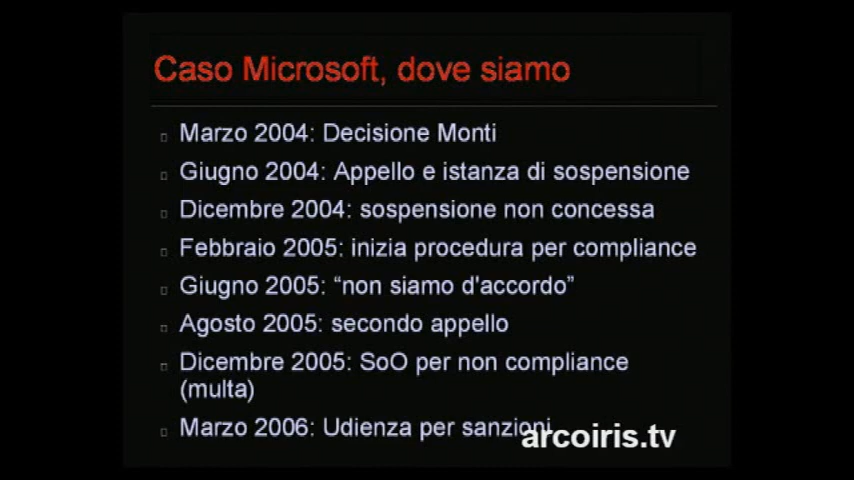 Caso Microsoft, dove siamo
Marzo 2004: Decisione Monti
Giugno 2004: Appello e istanza di sospensione
Dicembre 2004: sospensione non concessa
Febbraio 2005: inizia procedura per compliance
Giugno 2005: “non siamo d'accordo”
Agosto 2005: secondo appello
Dicembre 2005: SoO per non compliance
(multa)
Marzo 2006: Udienza per sanzioni
arcoiris.tv